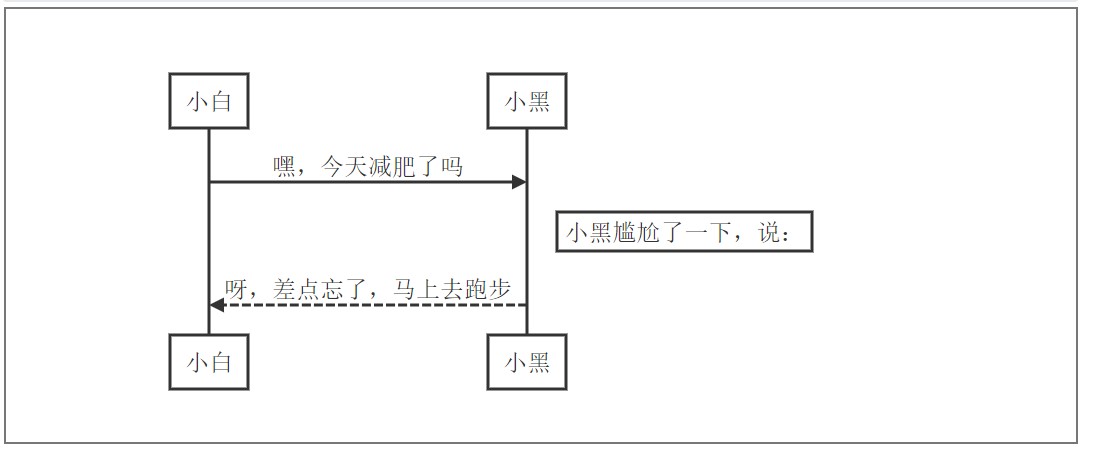 小白
小黑
嘿，今天减肥了吗
小黑尴尬了一下，说：
呀，差点忘了，马上去跑步
小白
小黑